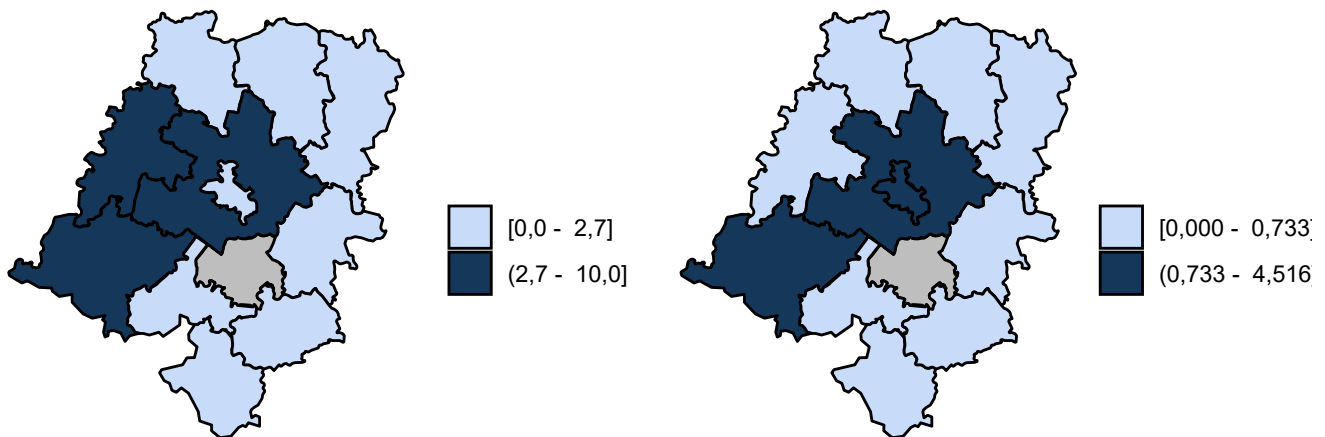 [0,0 - 2,7]
(2,7 - 10,0]
[0,000 - 0,733]
(0,733 - 4,516]